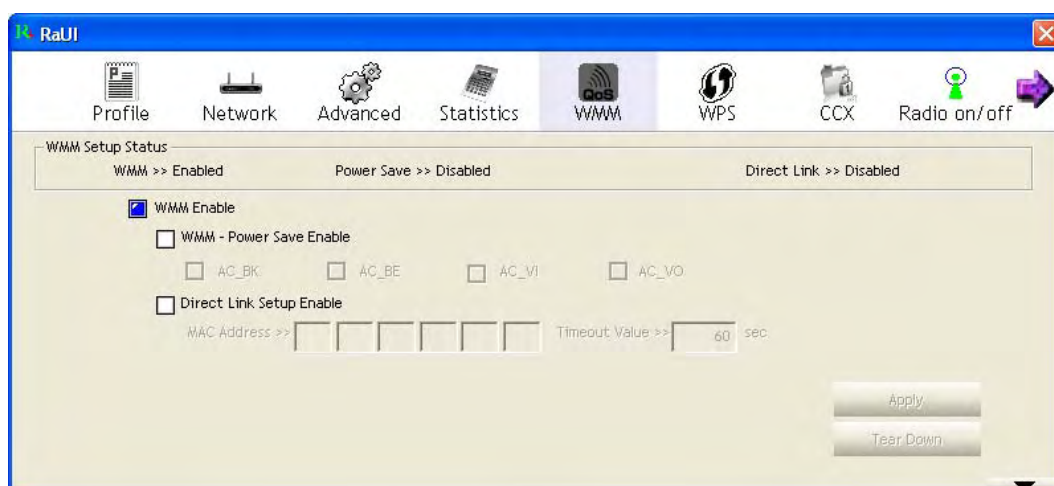 RaUI
Profile Network Advanced Statistics WMM WPS CCX Radio on/off
WMM Setup Status
WMM >> Enabled Power Save >> Disabled Direct Link >> Disabled
WMM Enable
WMM - Power Save Enable
AC_BK AC_BE AC_VI AC_VO
Direct Link Setup Enable
MAC Address >> Timeout Value >> 60 sec
Apply
Tear Down